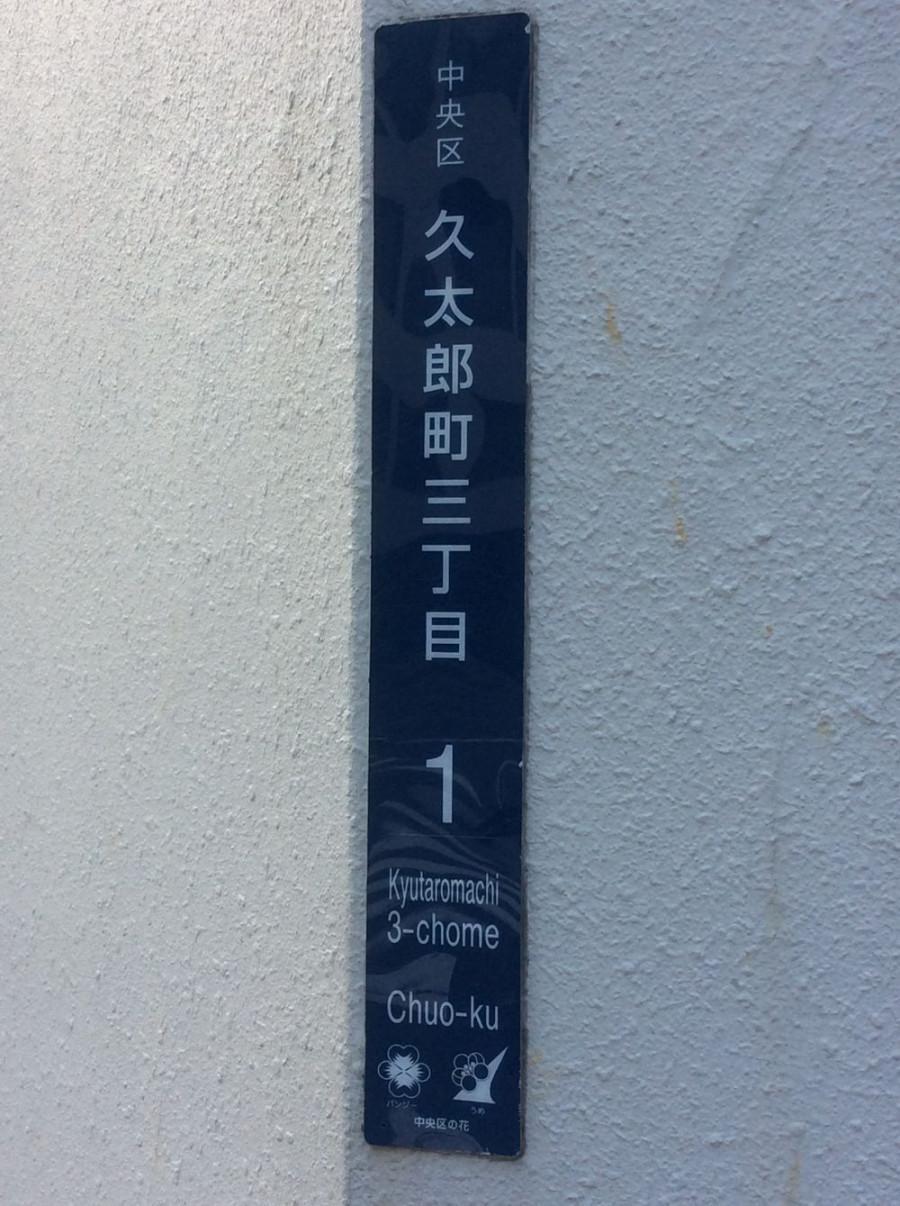 中央区
久太郎町三丁目
1
Kyutaromachi
3-chome
Chuo-ku
パンジー
うめ
中央区の花